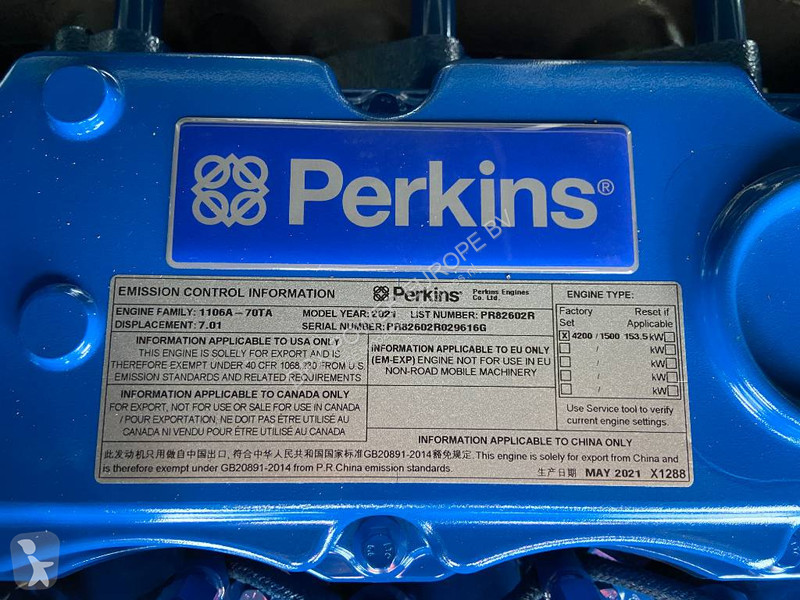 Perkins®
EMISSION CONTROL INFORMATION
Perkins®
Perkins Engines
Co. Ltd.
ENGINE FAMILY: 1106A-70TA MODEL YEAR: 2021 LIST NUMBER: PR82602R
DISPLACEMENT: 7.01 SERIAL NUMBER: PR82602R029616G
INFORMATION APPLICABLE TO USA ONLY
THIS ENGINE IS SOLELY FOR EXPORT AND IS
THEREFORE EXEMPT UNDER 40 CFR 1068.230 FROM U.S
EMISSION STANDARDS AND RELATED REQUIREMENTS
INFORMATION APPLICABLE TO EU ONLY
(EM-EXP) ENGINE NOT FOR USE IN EU
NON-ROAD MOBILE MACHINERY
INFORMATION APPLICABLE TO CANADA ONLY
FOR EXPORT, NOT FOR USE OR SALE FOR USE IN CANADA
/ POUR EXPORTATION, NE DOIT PAS ETRE UTILISE AU
CANADA NI VENDU POUR ETRE UTILISE AU CANADA
ENGINE TYPE:
Factory Reset if
Set Applicable
X 4200 / 1500 153.5 kW
kW
kW
kW
kW
Use Service tool to verify
current engine settings.
INFORMATION APPLICABLE TO CHINA ONLY
此发动机只用做自中国出口, 符合中华人民共和国国家标准GB20891-2014豁免规定. This engine is solely for export from China and
is therefore exempt under GB20891-2014 from P.R.China emission standards. 生产日期 MAY 2021 X1288
EUROPE BV